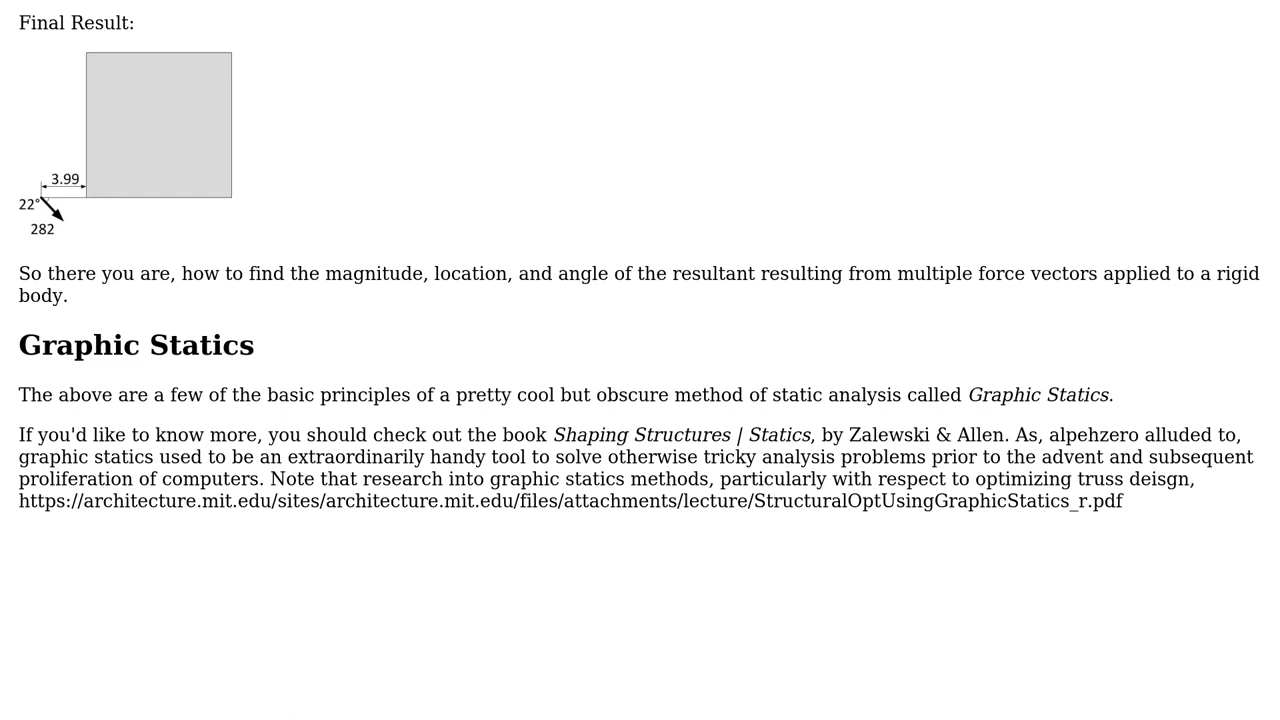 Final Result:
3.99
22°
282
So there you are, how to find the magnitude, location, and angle of the resultant resulting from multiple force vectors applied to a rigid
body.
Graphic Statics
The above are a few of the basic principles of a pretty cool but obscure method of static analysis called Graphic Statics.
If you'd like to know more, you should check out the book Shaping Structures | Statics, by Zalewski & Allen. As, alpehzero alluded to,
graphic statics used to be an extraordinarily handy tool to solve otherwise tricky analysis problems prior to the advent and subsequent
proliferation of computers. Note that research into graphic statics methods, particularly with respect to optimizing truss deisgn,
https://architecture.mit.edu/sites/architecture.mit.edu/files/attachments/lecture/StructuralOptUsingGraphicStatics_r.pdf